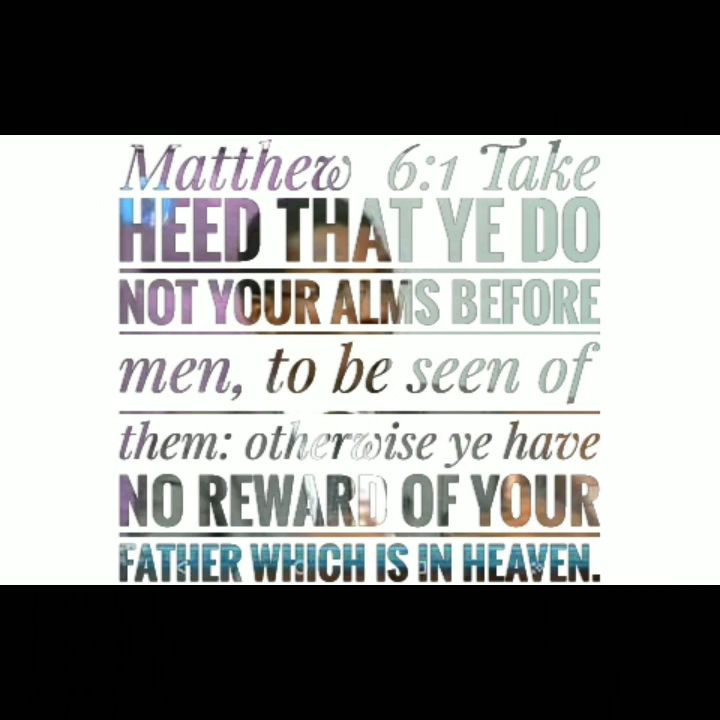 Matthew 6:1 Take
HEED THAT YE DO
NOT YOUR ALMS BEFORE
men, to be seen of
them: otherwise ye have
NO REWARD OF YOUR
FATHER WHICH IS IN HEAVEN.